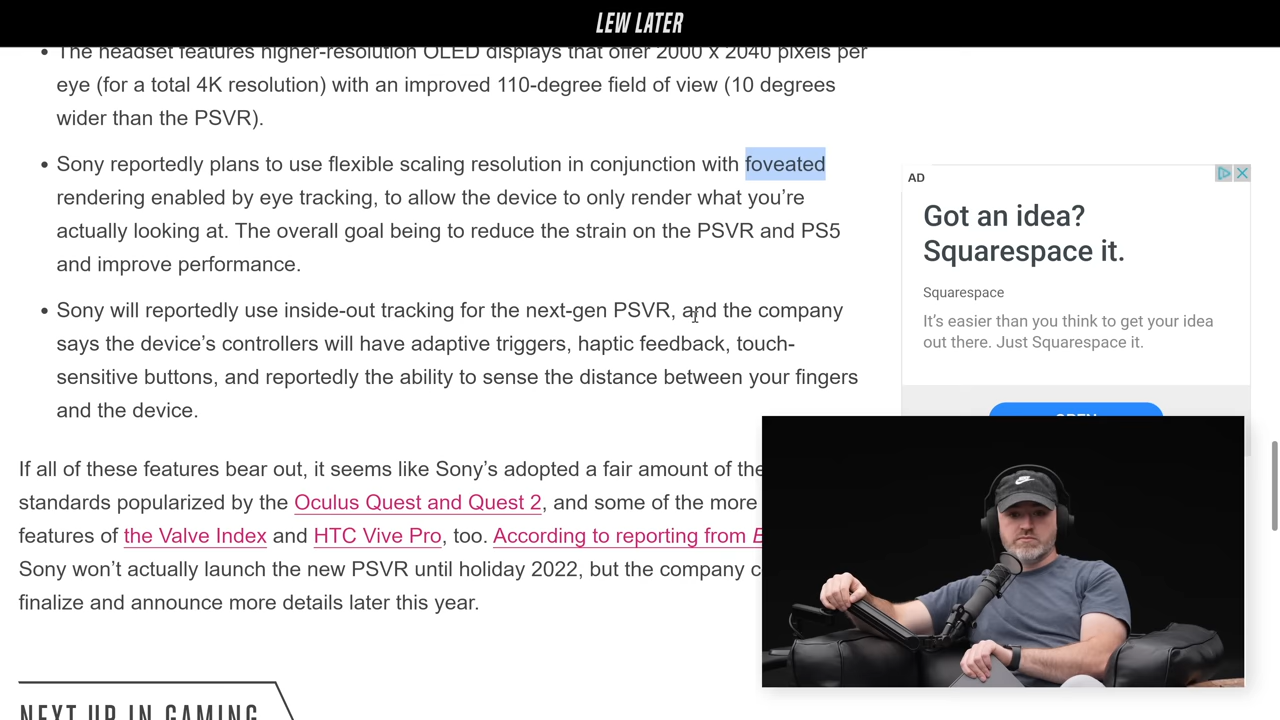 LEW LATER
The headset features higher-resolution OLED displays that offer 2000 x 2040 pixels per
eye (for a total 4K resolution) with an improved 110-degree field of view (10 degrees
wider than the PSVR).
Sony reportedly plans to use flexible scaling resolution in conjunction with foveated
rendering enabled by eye tracking, to allow the device to only render what you’re
actually looking at. The overall goal being to reduce the strain on the PSVR and PS5
and improve performance.
Sony will reportedly use inside-out tracking for the next-gen PSVR, and the company
says the device’s controllers will have adaptive triggers, haptic feedback, touch-
sensitive buttons, and reportedly the ability to sense the distance between your fingers
and the device.
If all of these features bear out, it seems like Sony’s adopted a fair amount of the
standards popularized by the Oculus Quest and Quest 2, and some of the more
features of the Valve Index and HTC Vive Pro, too. According to reporting from
Sony won’t actually launch the new PSVR until holiday 2022, but the company
finalize and announce more details later this year.
NEXT UP IN GAMING
AD
Got an idea?
Squarespace it.
Squarespace
It’s easier than you think to get your idea
out there. Just Squarespace it.
OPEN